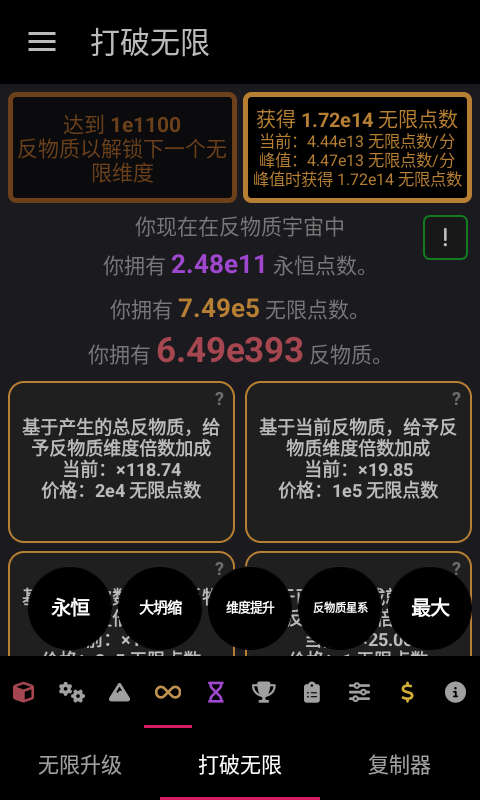 打破无限
达到 1e1100
反物质以解锁下一个无
限维度
获得 1.72e14 无限点数
当前：4.44e13 无限点数/分
峰值：4.47e13 无限点数/分
峰值时获得 1.72e14 无限点数
你现在在反物质宇宙中
!
你拥有 2.48e11 永恒点数。
你拥有 7.49e5 无限点数。
你拥有 6.49e393 反物质。
?
基于产生的总反物质，给
予反物质维度倍数加成
当前：×118.74
价格：2e4 无限点数
?
基于当前反物质，给予反
物质维度倍数加成
当前：×19.85
价格：1e5 无限点数
?
?
永恒
大坍缩
维度提升
反物质星系
最大
无限升级
打破无限
复制器